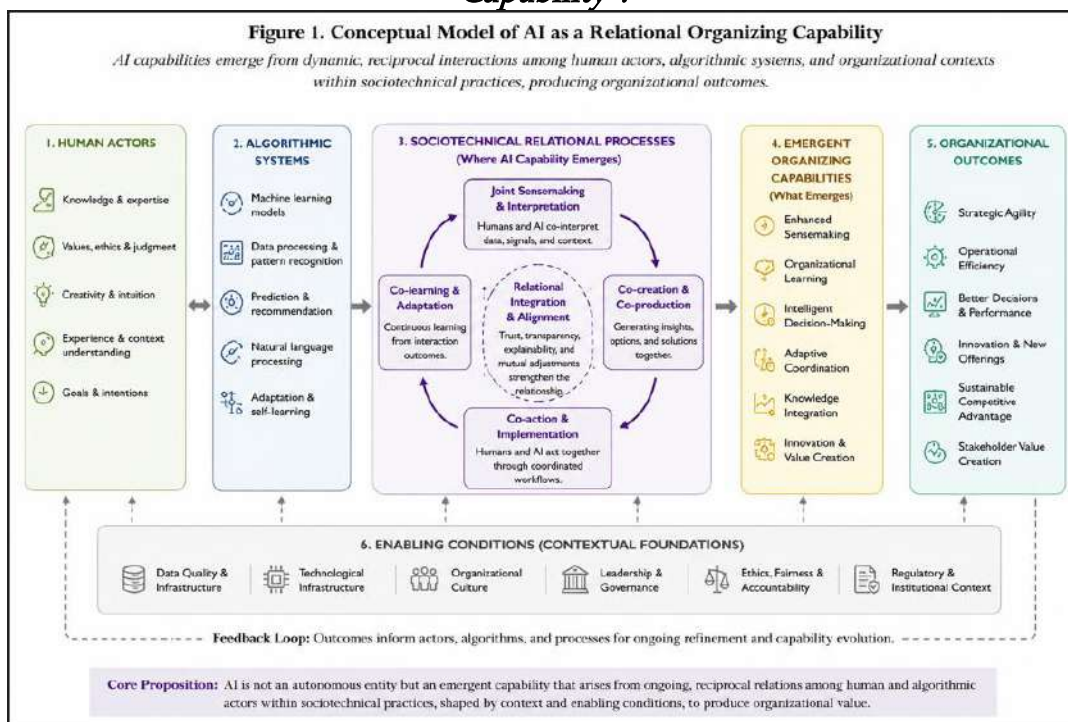 Capability".
Figure 1. Conceptual Model of AI as a Relational Organizing Capability
AI capabilities emerge from dynamic, reciprocal interactions among human actors, algorithmic systems, and organizational contexts
within sociotechnical practices, producing organizational outcomes.
1. HUMAN ACTORS
Knowledge & expertise
Values, ethics & judgment
Creativity & intuition
Experience & context
understanding
Goals & intentions
2. ALGORITHMIC
SYSTEMS
Machine learning
models
Data processing &
pattern recognition
Prediction &
recommendation
Natural language
processing
Adaptation &
self-learning
3. SOCIOTECHNICAL RELATIONAL PROCESSES
(Where AI Capability Emerges)
Joint Sensemaking
& Interpretation
Humans and AI co-interpret
data, signals, and context.
Co-learning &
Adaptation
Continuous learning
from interaction
outcomes.
Relational
Integration
& Alignment
Trust, transparency,
explainability, and
mutual adjustments
strengthen the
relationship.
Co-creation &
Co-production
Generating insights,
options, and solutions
together.
Co-action &
Implementation
Humans and AI act together
through coordinated
workflows.
4. EMERGENT
ORGANIZING
CAPABILITIES
(What Emerges)
Enhanced
Sensemaking
Organizational
Learning
Intelligent
Decision-Making
Adaptive
Coordination
Knowledge
Integration
Innovation &
Value Creation
5. ORGANIZATIONAL
OUTCOMES
Strategic Agility
Operational
Efficiency
Better Decisions
& Performance
Innovation & New
Offerings
Sustainable
Competitive
Advantage
Stakeholder Value
Creation
6. ENABLING CONDITIONS (CONTEXTUAL FOUNDATIONS)
Data Quality &
Infrastructure
Technological
Infrastructure
Organizational
Culture
Leadership &
Governance
Ethics, Fairness &
Accountability
Regulatory &
Institutional Context
Feedback Loop: Outcomes inform actors, algorithms, and processes for ongoing refinement and capability evolution.
Core Proposition: AI is not an autonomous entity but an emergent capability that arises from ongoing, reciprocal relations among human and algorithmic
actors within sociotechnical practices, shaped by context and enabling conditions, to produce organizational value.